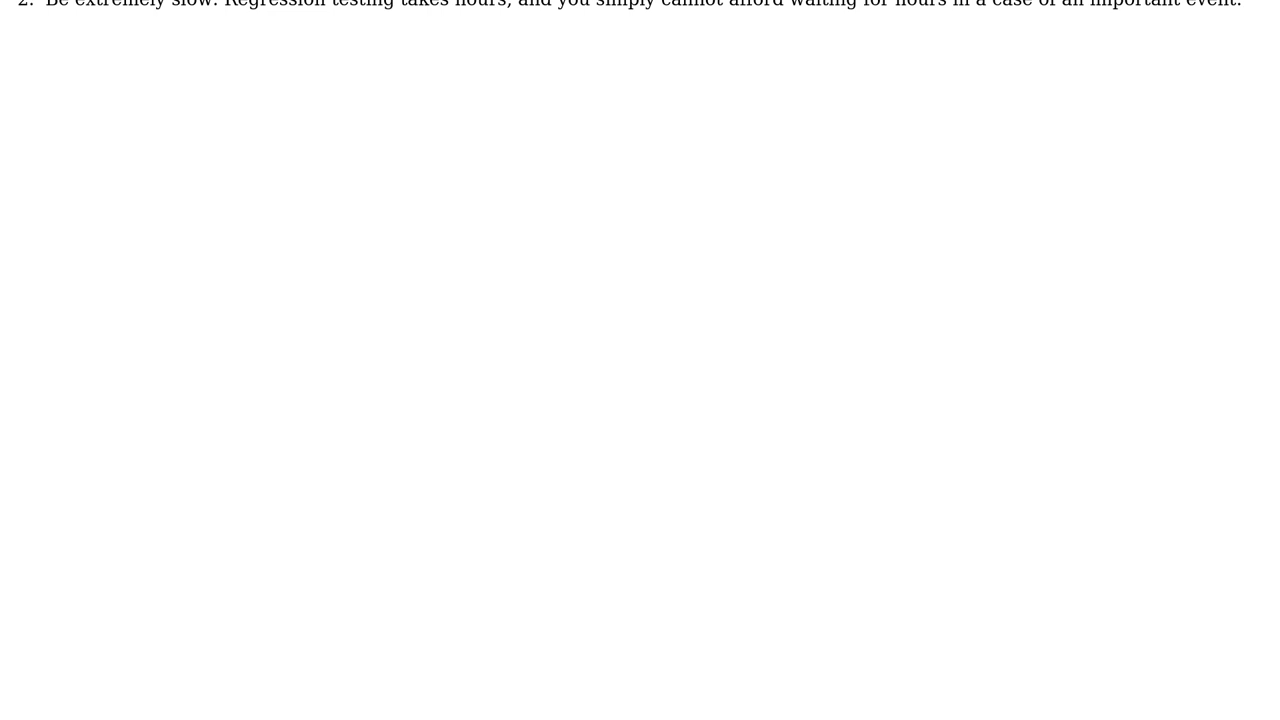 2. Be extremely slow. Regression testing takes hours, and you simply cannot afford waiting for hours in a case of an important event.